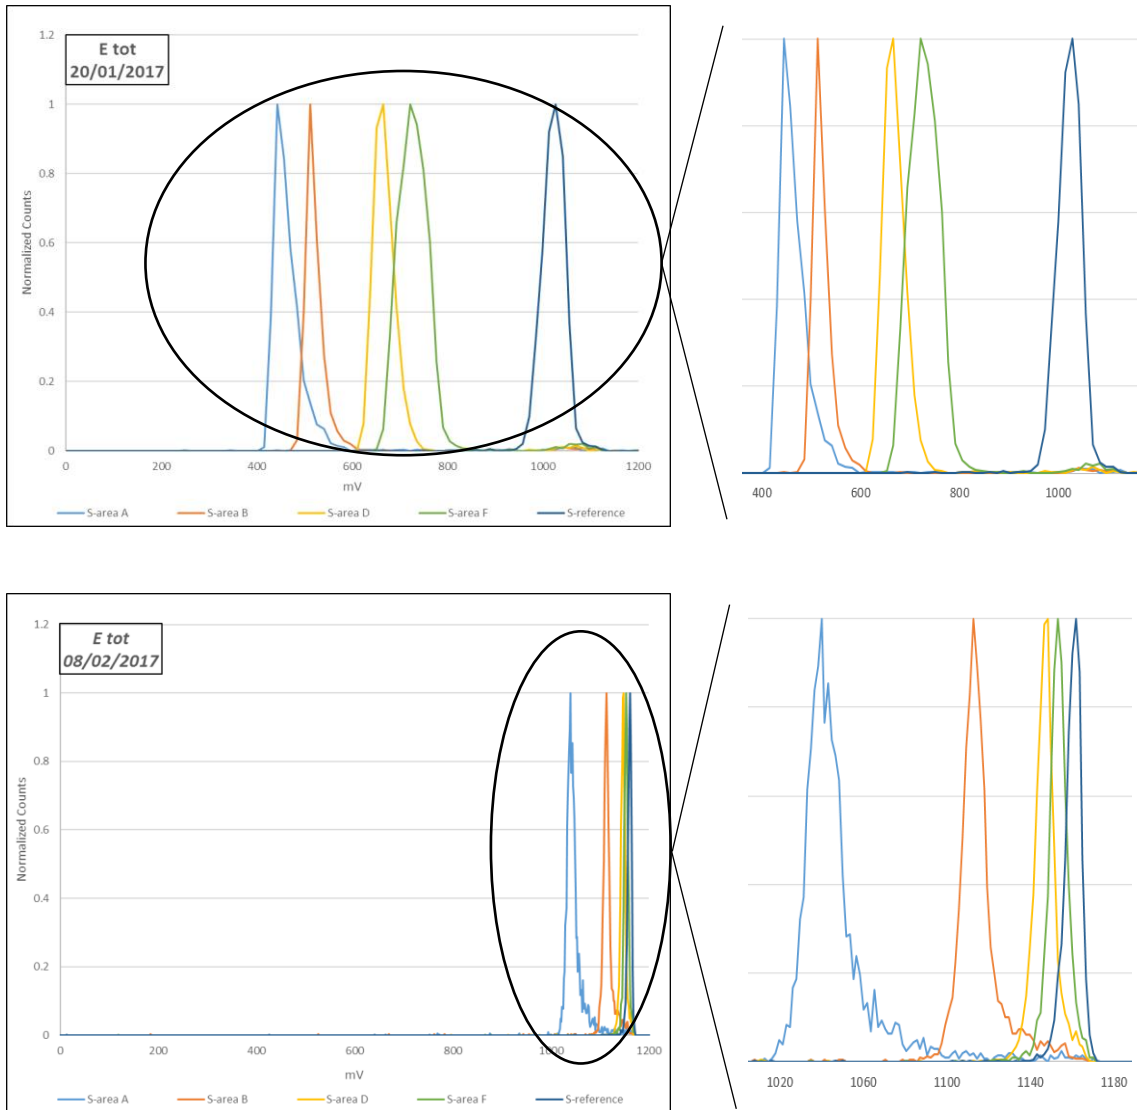 1.2
E tot
20/01/2017
1
0.8
0.6
0.4
0.2
0
Normalized Counts
0 200 400 600 800 1000 1200
mV
S-area A S-area B S-area D S-area F S-reference
400 600 800 1000
1.2
E tot
08/02/2017
1
0.8
0.6
0.4
0.2
0
Normalized Counts
0 200 400 600 800 1000 1200
mV
S-area A S-area B S-area D S-area F S-reference
1020 1060 1100 1140 1180